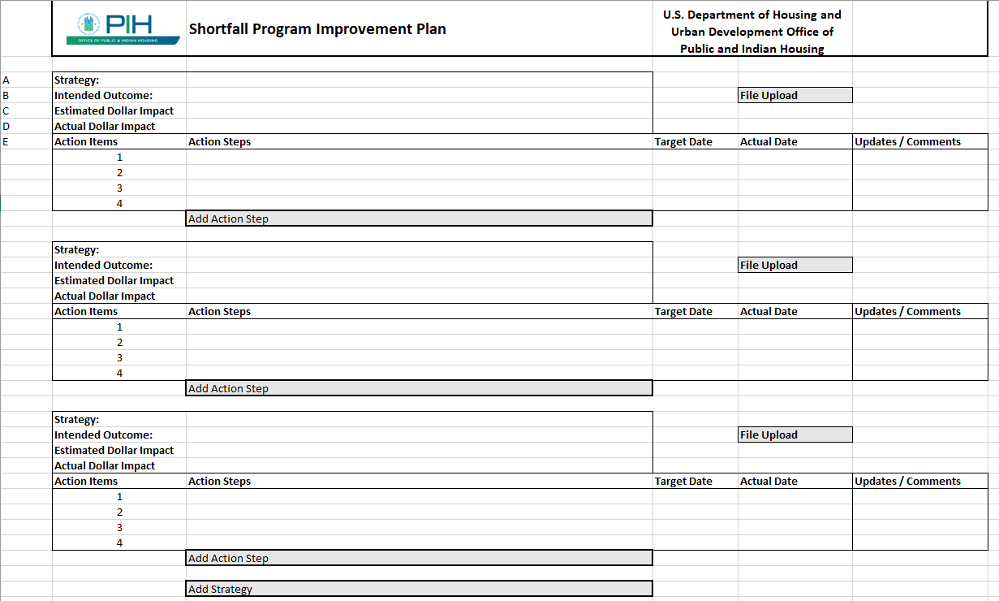 PIH
OFFICE OF PUBLIC & INDIAN HOUSING
Shortfall Program Improvement Plan
U.S. Department of Housing and
Urban Development Office of
Public and Indian Housing
A Strategy:
B Intended Outcome: File Upload
C Estimated Dollar Impact
D Actual Dollar Impact
E Action Items Action Steps Target Date Actual Date Updates / Comments
1
2
3
4
Add Action Step
Strategy:
Intended Outcome: File Upload
Estimated Dollar Impact
Actual Dollar Impact
Action Items Action Steps Target Date Actual Date Updates / Comments
1
2
3
4
Add Action Step
Strategy:
Intended Outcome: File Upload
Estimated Dollar Impact
Actual Dollar Impact
Action Items Action Steps Target Date Actual Date Updates / Comments
1
2
3
4
Add Action Step
Add Strategy